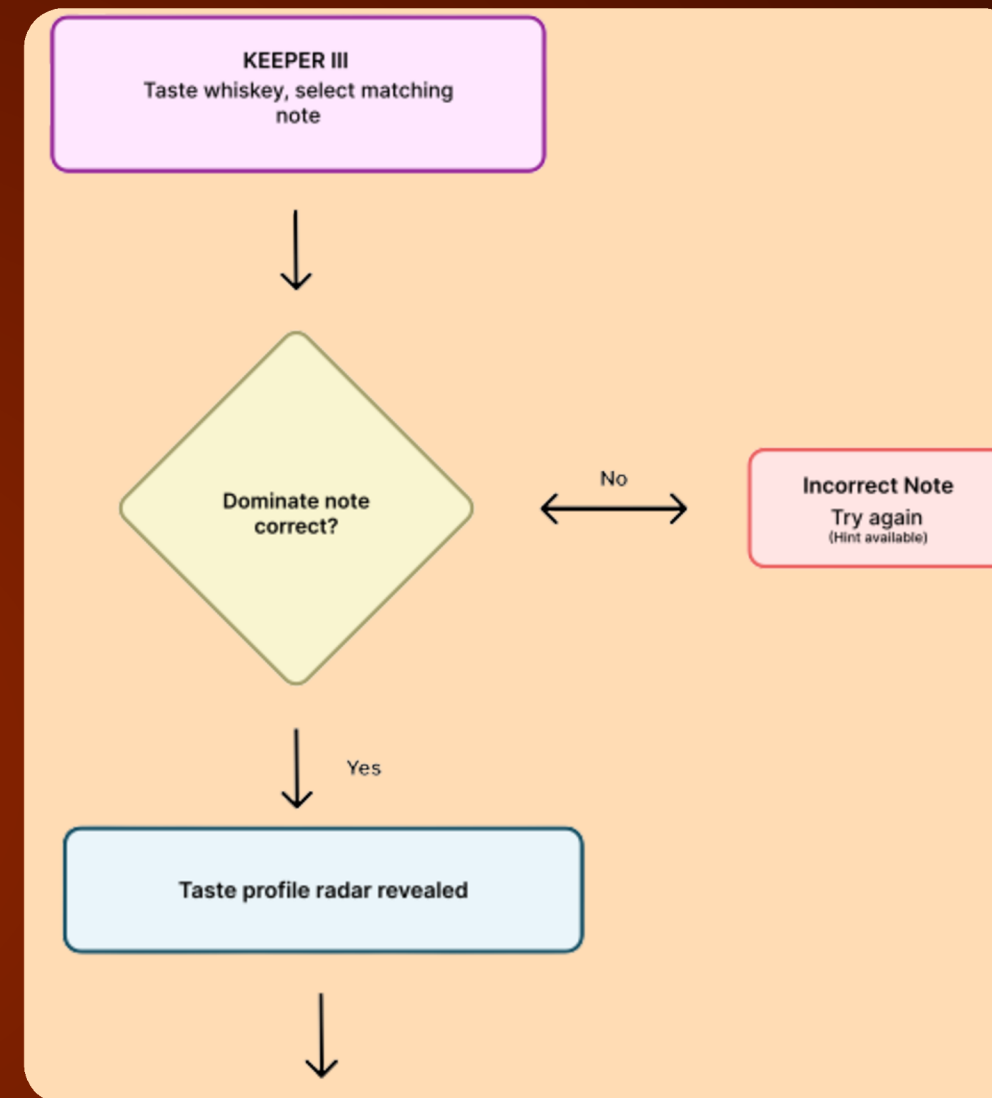 KEEPER III
Taste whiskey, select matching
note
Dominate note
correct?
No
Incorrect Note
Try again
(Hint available)
Yes
Taste profile radar revealed